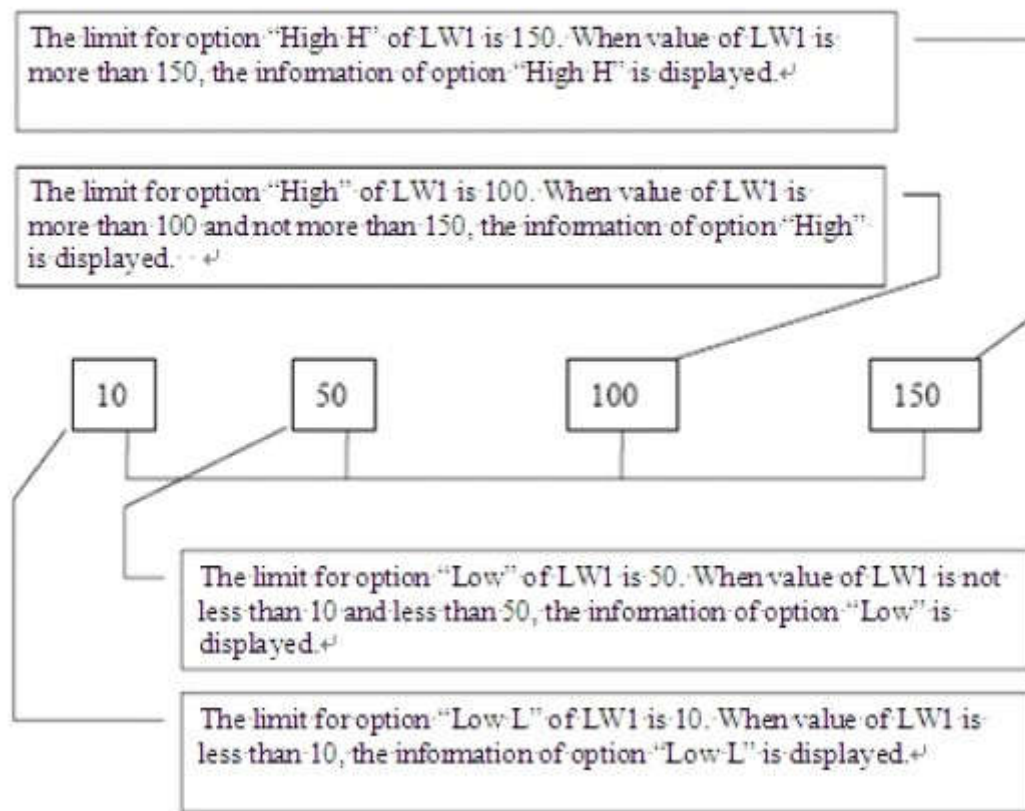 The limit for option “High H” of LW1 is 150. When value of LW1 is
more than 150, the information of option “High H” is displayed.↵
The limit for option “High” of LW1 is 100. When value of LW1 is
more than 100 and not more than 150, the information of option “High”
is displayed. ↵
10 50 100 150
The limit for option “Low” of LW1 is 50. When value of LW1 is not
less than 10 and less than 50, the information of option “Low” is
displayed.↵
The limit for option “Low L” of LW1 is 10. When value of LW1 is
less than 10, the information of option “Low L” is displayed.↵